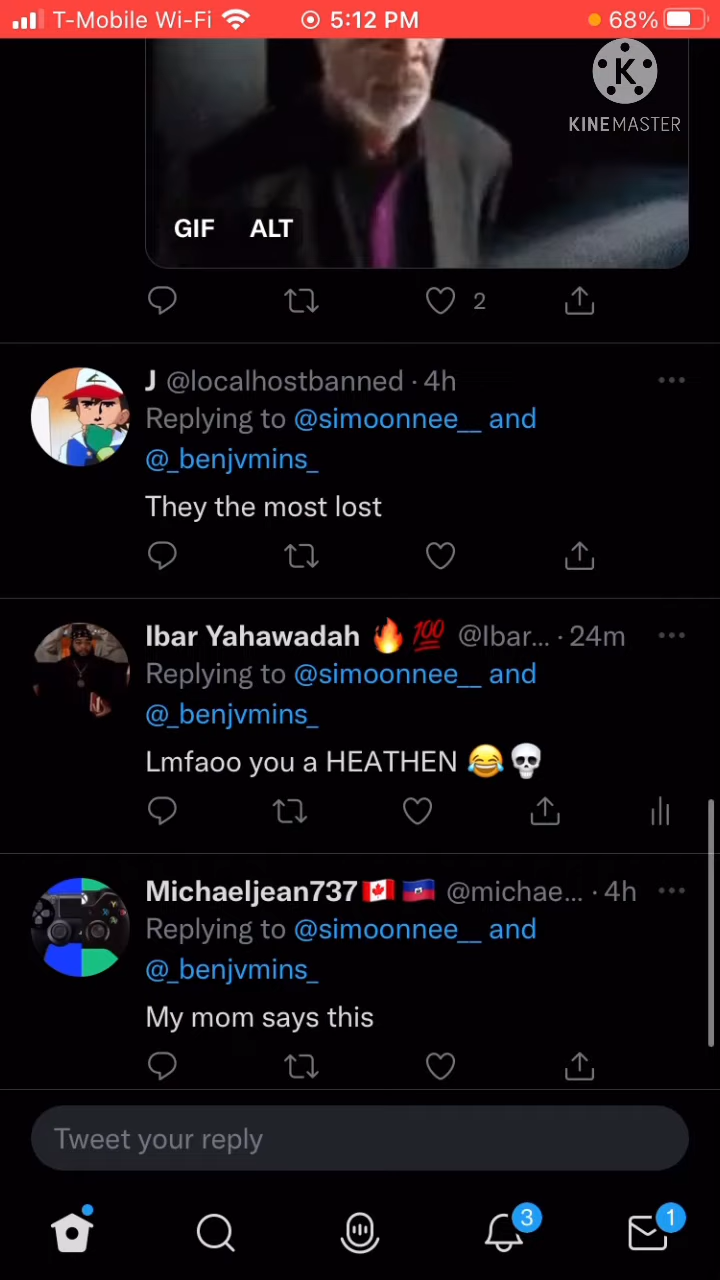 T-Mobile Wi-Fi 5:12 PM 68%
K
KINEMASTER
GIF ALT
2
J @localhostbanned · 4h
Replying to @simoonnee__ and
@_benjvmins_
They the most lost
Ibar Yahawadah 🔥 💯 @Ibar... · 24m
Replying to @simoonnee__ and
@_benjvmins_
Lmfaoo you a HEATHEN 😂💀
Michaeljean737🇨🇦🇭🇹 @michae... · 4h
Replying to @simoonnee__ and
@_benjvmins_
My mom says this
Tweet your reply
3
1